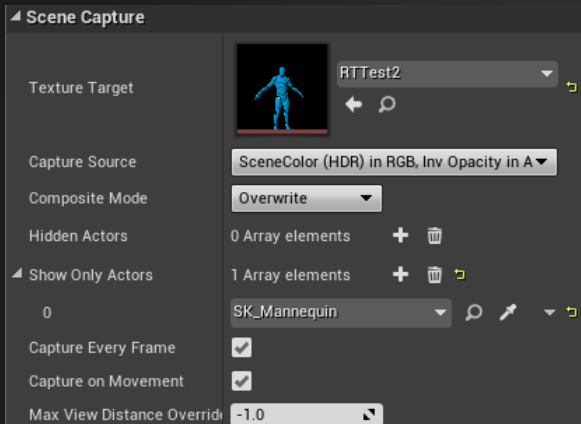 Scene Capture
Texture Target
RTTest2
Capture Source
SceneColor (HDR) in RGB, Inv Opacity in A
Composite Mode
Overwrite
Hidden Actors
0 Array elements
Show Only Actors
1 Array elements
0
SK_Mannequin
Capture Every Frame
Capture on Movement
Max View Distance Override
-1.0